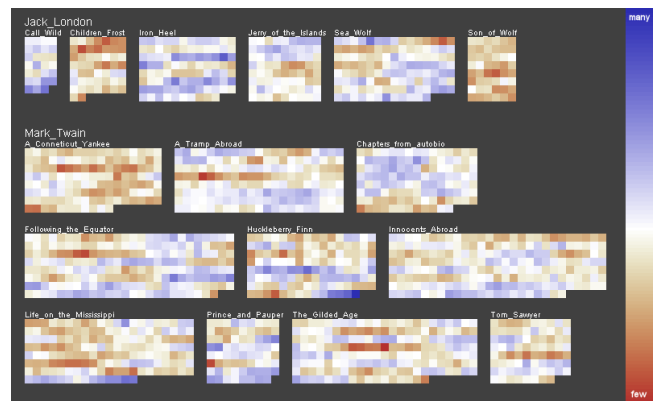 Jack_London
many
Call_Wild Children_Frost Iron_Heel Jerry_of_the_Islands Sea_Wolf Son_of_Wolf
Mark_Twain
A_Conneticut_Yankee A_Tramp_Abroad Chapters_from_autobio
Following_the_Equator Huckleberry_Finn Innocents_Abroad
Life_on_the_Mississippi Prince_and_Pauper The_Gilded_Age Tom_Sawyer
few